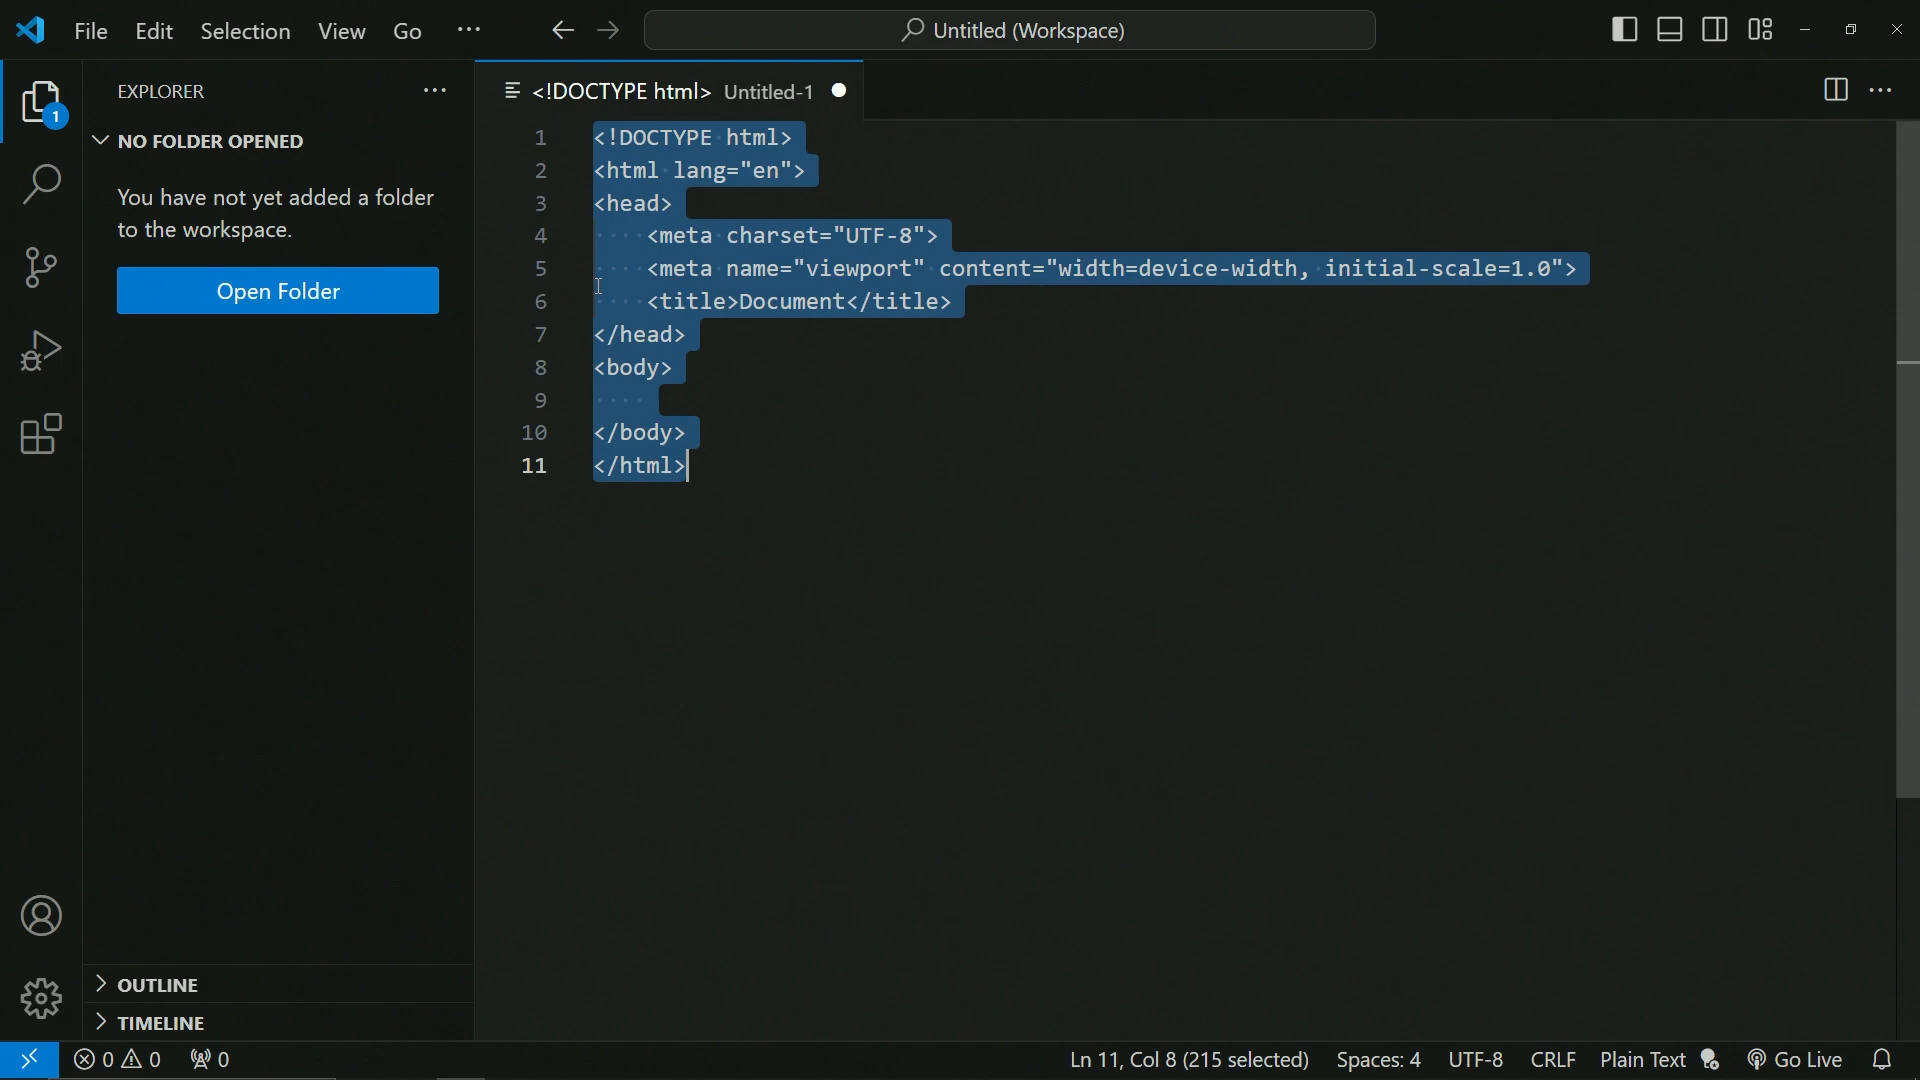 File Edit Selection View Go ··· Untitled (Workspace)
EXPLORER ···
NO FOLDER OPENED
You have not yet added a folder
to the workspace.
Open Folder
OUTLINE
TIMELINE
1
<!DOCTYPE html> Untitled-1
1 <!DOCTYPE html>
2 <html lang="en">
3 <head>
4     <meta charset="UTF-8">
5     <meta name="viewport" content="width=device-width, initial-scale=1.0">
6     <title>Document</title>
7 </head>
8 <body>
9
10 </body>
11 </html>
0 0 0 Ln 11, Col 8 (215 selected) Spaces: 4 UTF-8 CRLF Plain Text Go Live